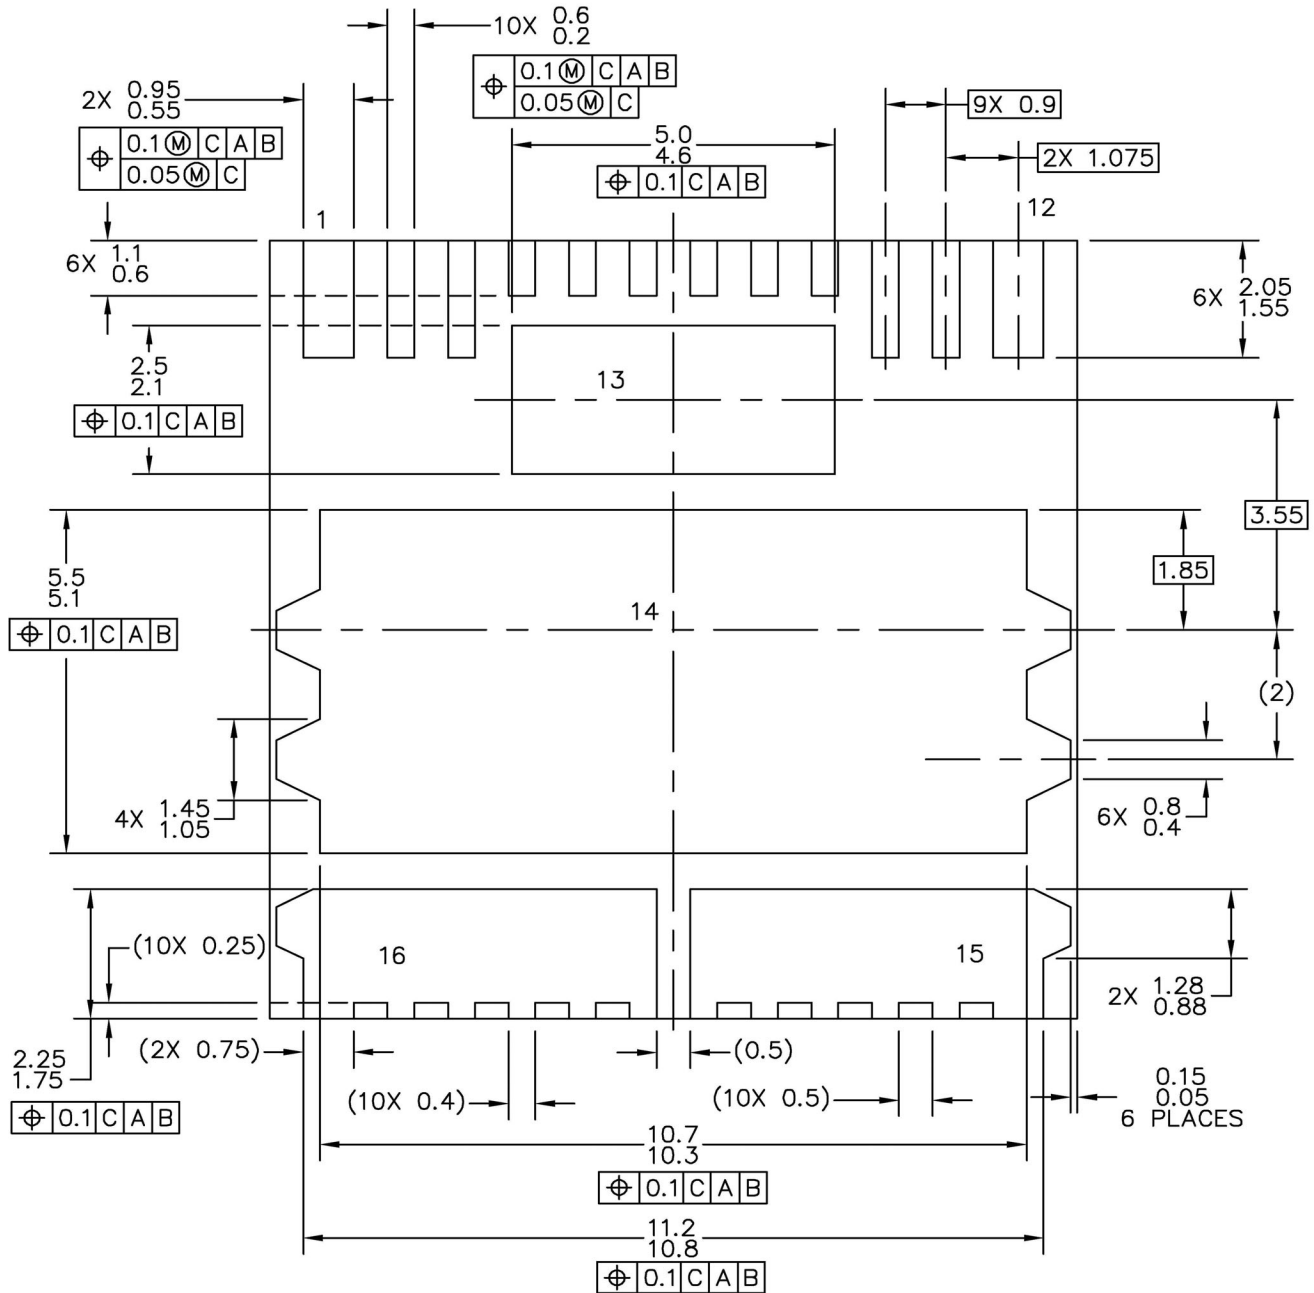 10X 0.6
0.2
⌖ 0.1 Ⓜ C A B
0.05 Ⓜ C
2X 0.95
0.55
⌖ 0.1 Ⓜ C A B
0.05 Ⓜ C
9X 0.9
5.0
4.6
⌖ 0.1 C A B
2X 1.075
1
12
6X 1.1
0.6
6X 2.05
1.55
2.5
2.1
⌖ 0.1 C A B
13
3.55
1.85
5.5
5.1
⌖ 0.1 C A B
14
(2)
4X 1.45
1.05
6X 0.8
0.4
(10X 0.25)
16
15
2X 1.28
0.88
2.25
1.75
⌖ 0.1 C A B
(2X 0.75)
(0.5)
(10X 0.4)
(10X 0.5)
0.15
0.05
6 PLACES
10.7
10.3
⌖ 0.1 C A B
11.2
10.8
⌖ 0.1 C A B